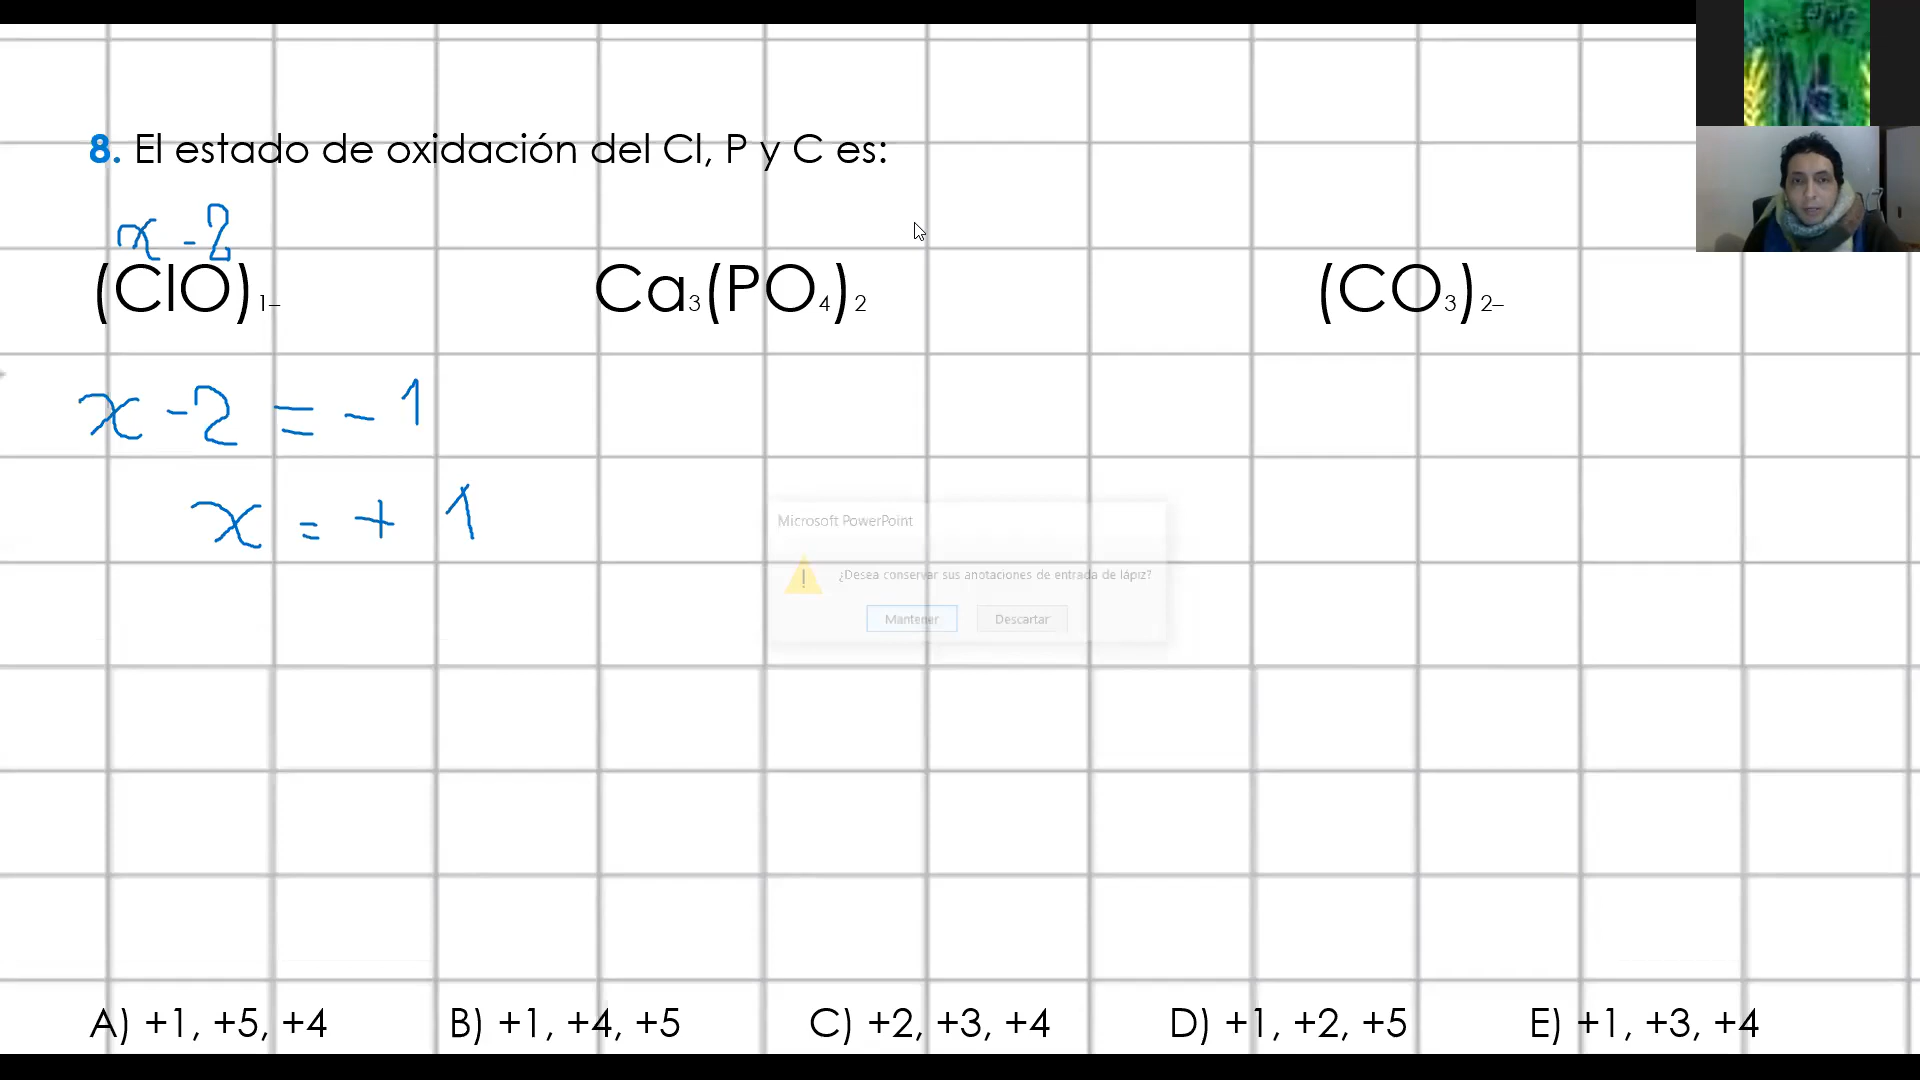 8. El estado de oxidación del Cl, P y C es:
x -2
(ClO)1– Ca3(PO4)2 (CO3)2–
x -2 = - 1
x = + 1
Microsoft PowerPoint
¿Desea conservar sus anotaciones de entrada de lápiz?
Mantener Descartar
A) +1, +5, +4 B) +1, +4, +5 C) +2, +3, +4 D) +1, +2, +5 E) +1, +3, +4